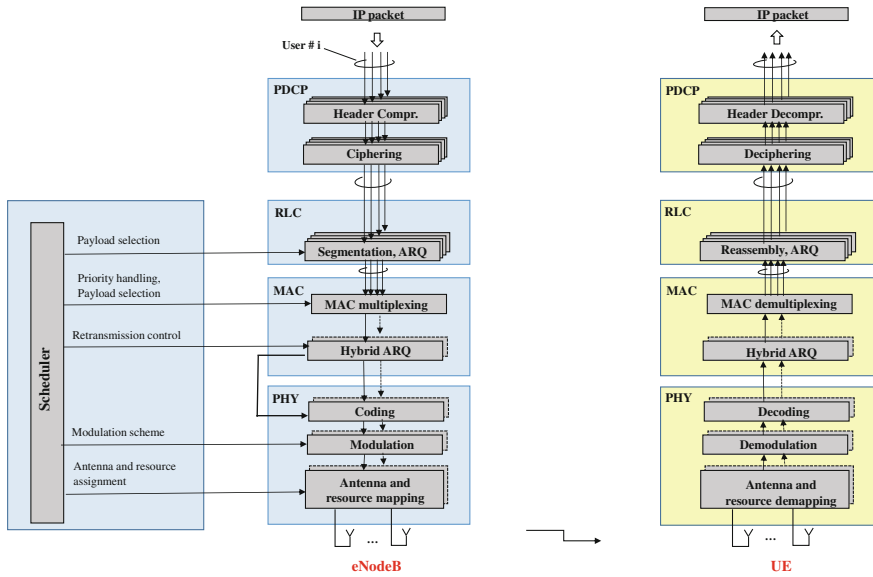 IP packet
User # i
PDCP
Header Compr.
Ciphering
RLC
Segmentation, ARQ
MAC
MAC multiplexing
Hybrid ARQ
PHY
Coding
Modulation
Antenna and
resource mapping
...
eNodeB
Scheduler
Payload selection
Priority handling,
Payload selection
Retransmission control
Modulation scheme
Antenna and resource
assignment
IP packet
PDCP
Header Decompr.
Deciphering
RLC
Reassembly, ARQ
MAC
MAC demultiplexing
Hybrid ARQ
PHY
Decoding
Demodulation
Antenna and
resource demapping
...
UE